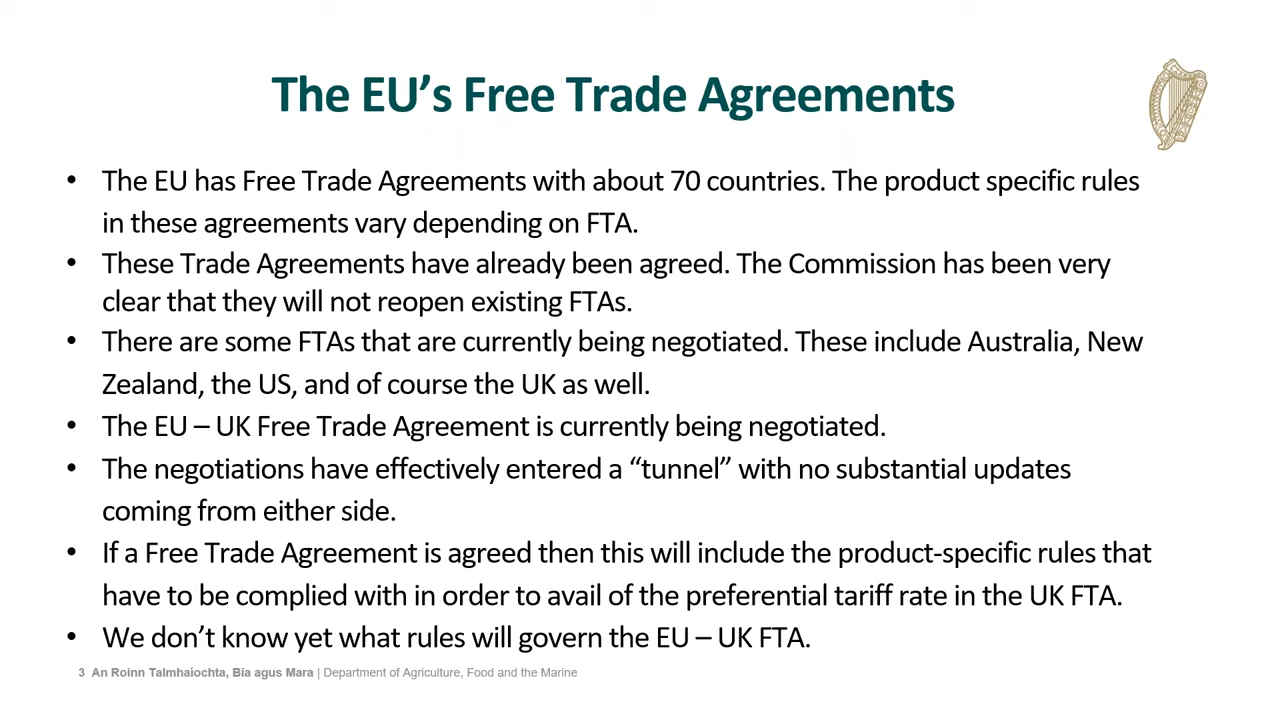 The EU’s Free Trade Agreements
• The EU has Free Trade Agreements with about 70 countries. The product specific rules
in these agreements vary depending on FTA.
• These Trade Agreements have already been agreed. The Commission has been very
clear that they will not reopen existing FTAs.
• There are some FTAs that are currently being negotiated. These include Australia, New
Zealand, the US, and of course the UK as well.
• The EU – UK Free Trade Agreement is currently being negotiated.
• The negotiations have effectively entered a “tunnel” with no substantial updates
coming from either side.
• If a Free Trade Agreement is agreed then this will include the product-specific rules that
have to be complied with in order to avail of the preferential tariff rate in the UK FTA.
• We don’t know yet what rules will govern the EU – UK FTA.
3 An Roinn Talmhaíochta, Bia agus Mara | Department of Agriculture, Food and the Marine